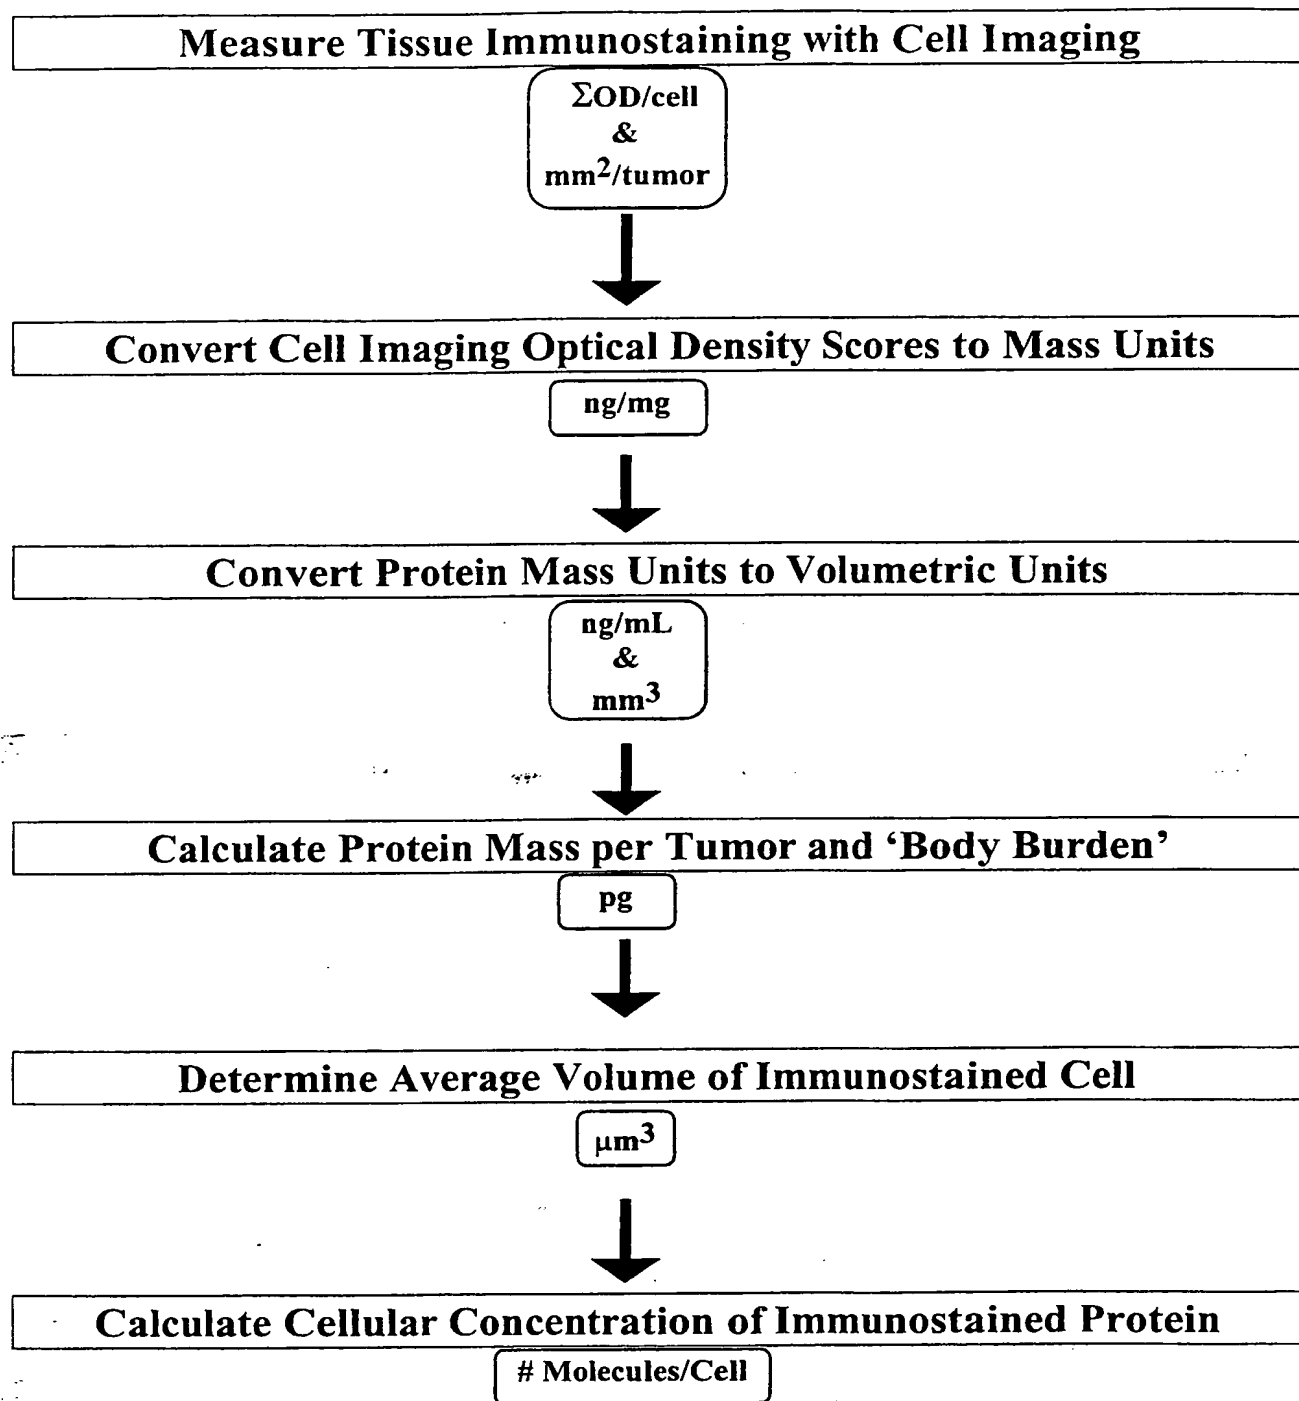 Measure Tissue Immunostaining with Cell Imaging
ΣOD/cell
&
mm²/tumor
Convert Cell Imaging Optical Density Scores to Mass Units
ng/mg
Convert Protein Mass Units to Volumetric Units
ng/mL
&
mm³
Calculate Protein Mass per Tumor and ‘Body Burden’
pg
Determine Average Volume of Immunostained Cell
μm³
Calculate Cellular Concentration of Immunostained Protein
# Molecules/Cell